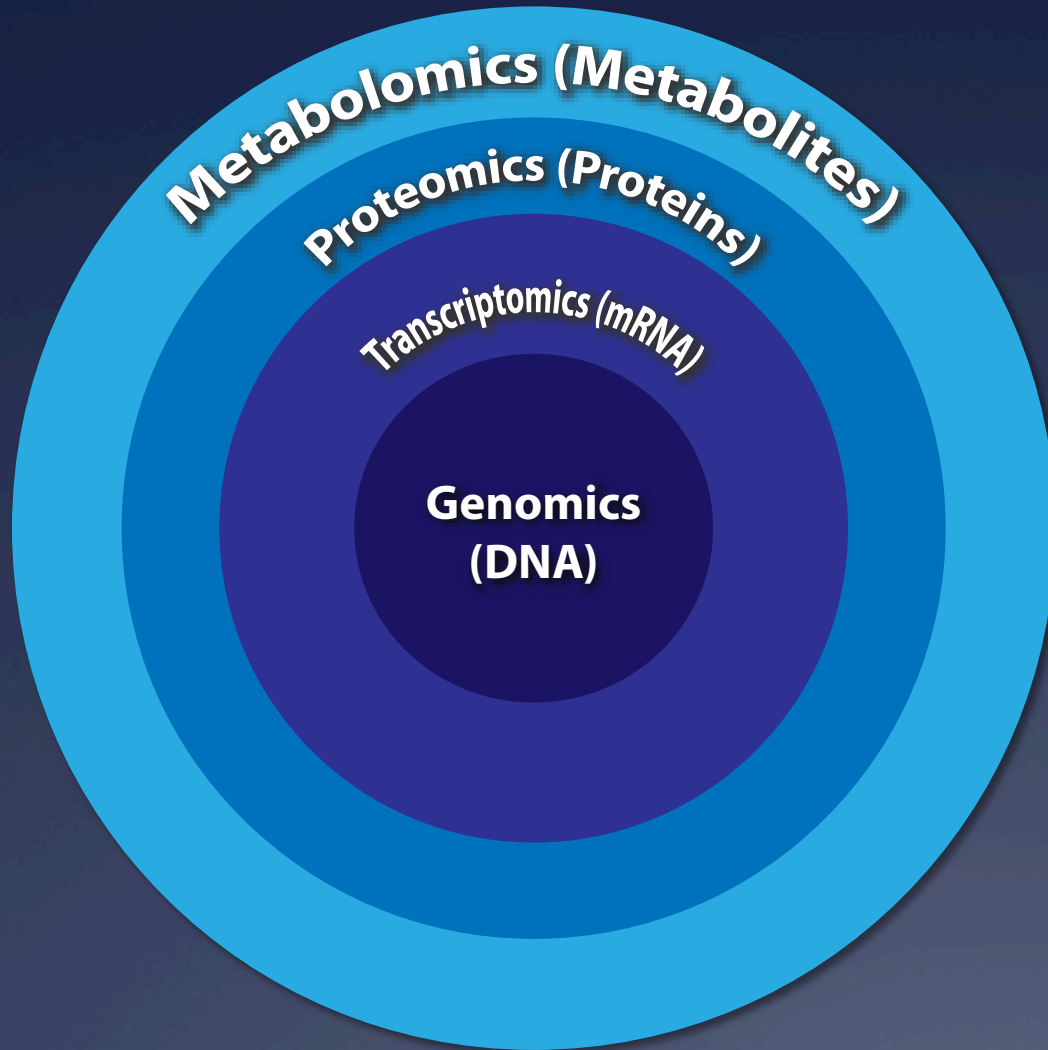 Metabolomics (Metabolites)
Proteomics (Proteins)
Transcriptomics (mRNA)
Genomics
(DNA)